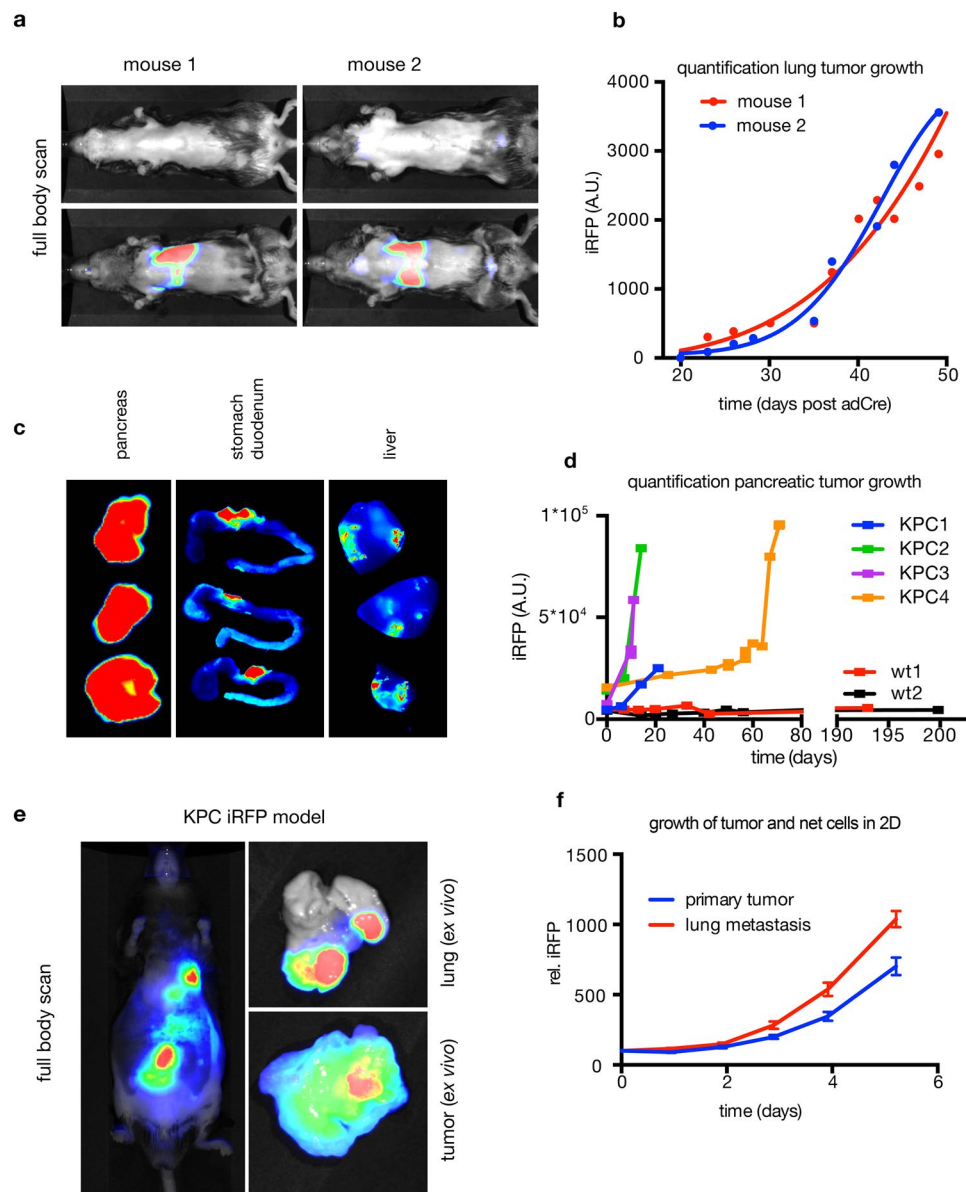 a
mouse 1
mouse 2
full body scan
b
quantification lung tumor growth
mouse 1
mouse 2
iRFP (A.U.)
4000
3000
2000
1000
0
20
30
40
50
time (days post adCre)
c
pancreas
stomach
duodenum
liver
d
quantification pancreatic tumor growth
iRFP (A.U.)
1*10⁵
5*10⁴
0
KPC1
KPC2
KPC3
KPC4
wt1
wt2
0
20
40
60
80
190
195
200
time (days)
e
KPC iRFP model
full body scan
lung (ex vivo)
tumor (ex vivo)
f
growth of tumor and net cells in 2D
primary tumor
lung metastasis
rel. iRFP
1500
1000
500
0
0
2
4
6
time (days)